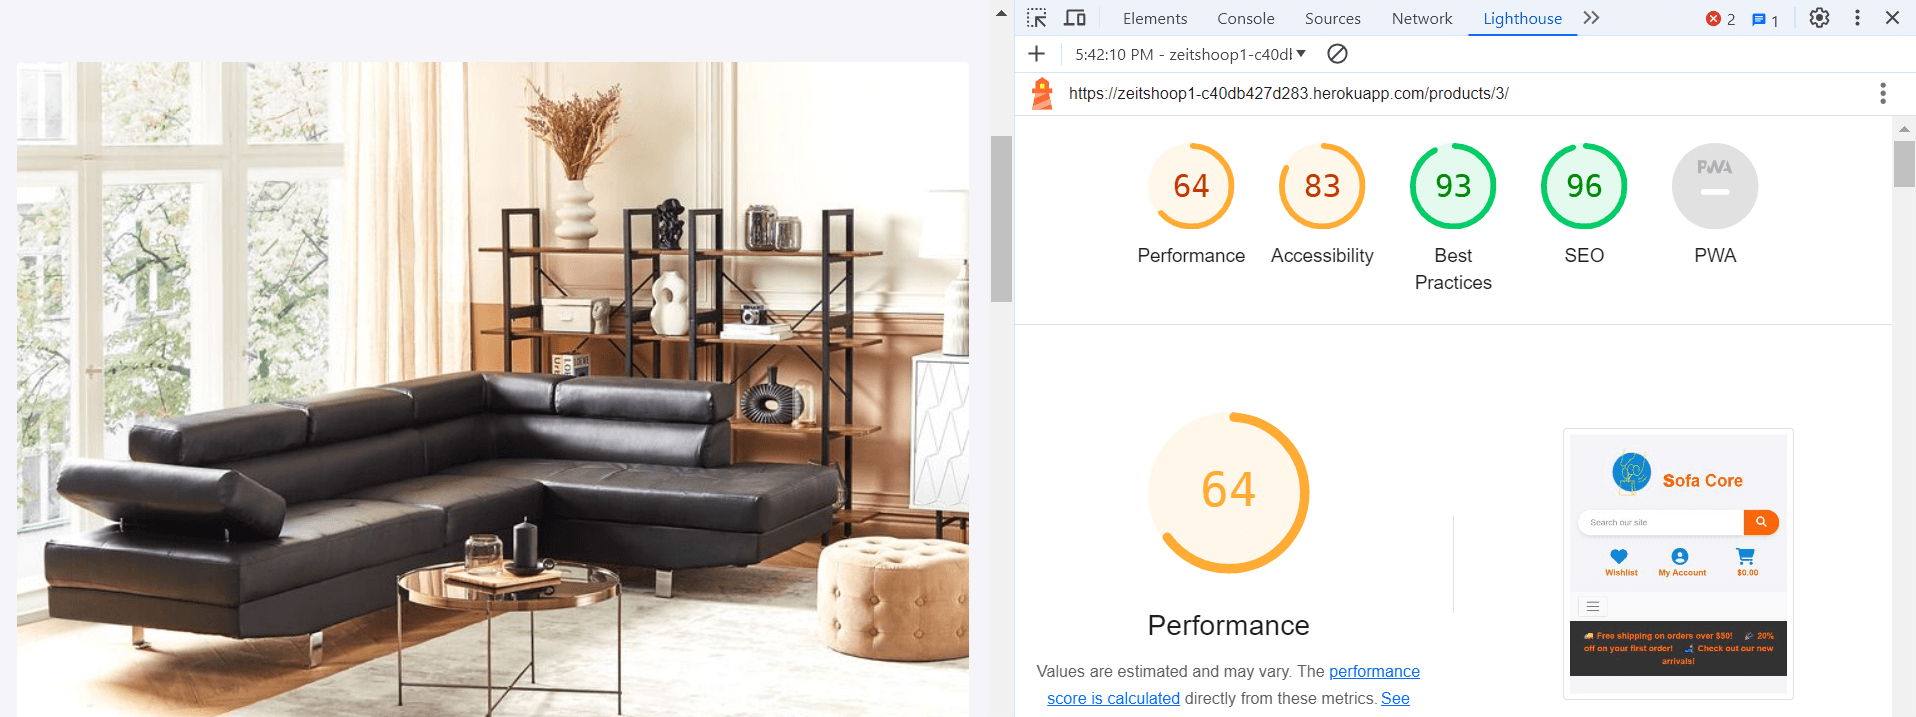 Elements Console Sources Network Lighthouse 2 1
5:42:10 PM - zeitshoop1-c40db
https://zeitshoop1-c40db427d283.herokuapp.com/products/3/
64 83 93 96 PWA
Performance Accessibility Best Practices SEO PWA
64
Performance
Values are estimated and may vary. The performance
score is calculated directly from these metrics. See
Sofa Core
Search our site
Wishlist My Account $0.00
🚚 Free shipping on orders over $50! 🎉 20%
off on your first order! 🛋️ Check out our new
arrivals!